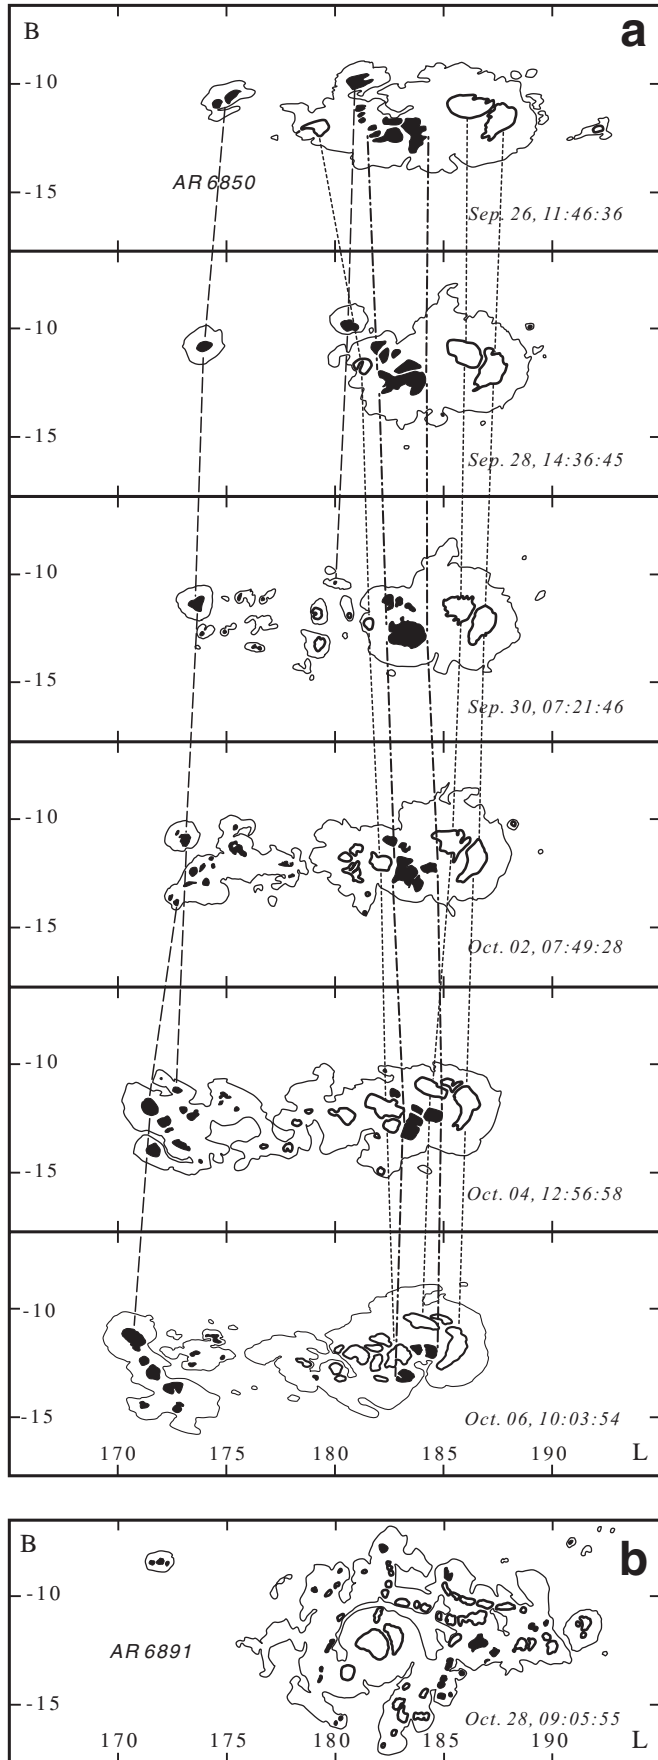 B
a
-10
-15
AR 6850
Sep. 26, 11:46:36
-10
-15
Sep. 28, 14:36:45
-10
-15
Sep. 30, 07:21:46
-10
-15
Oct. 02, 07:49:28
-10
-15
Oct. 04, 12:56:58
-10
-15
Oct. 06, 10:03:54
170 175 180 185 190 L
B
b
-10
AR 6891
-15
Oct. 28, 09:05:55
170 175 180 185 190 L